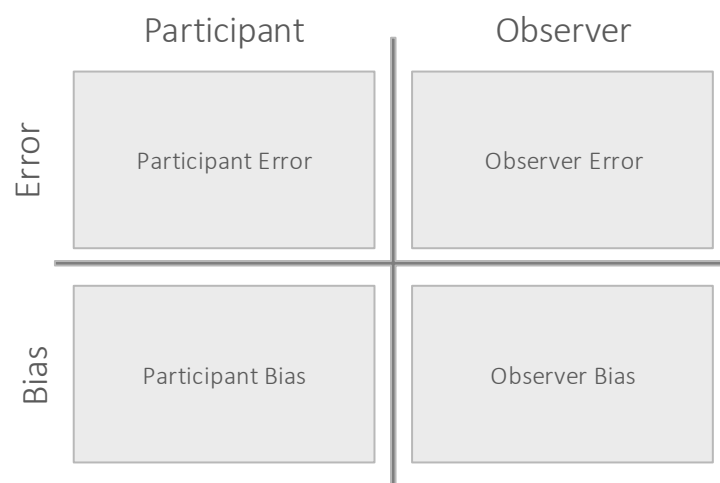 Participant
Observer
Error
Participant Error
Observer Error
Bias
Participant Bias
Observer Bias